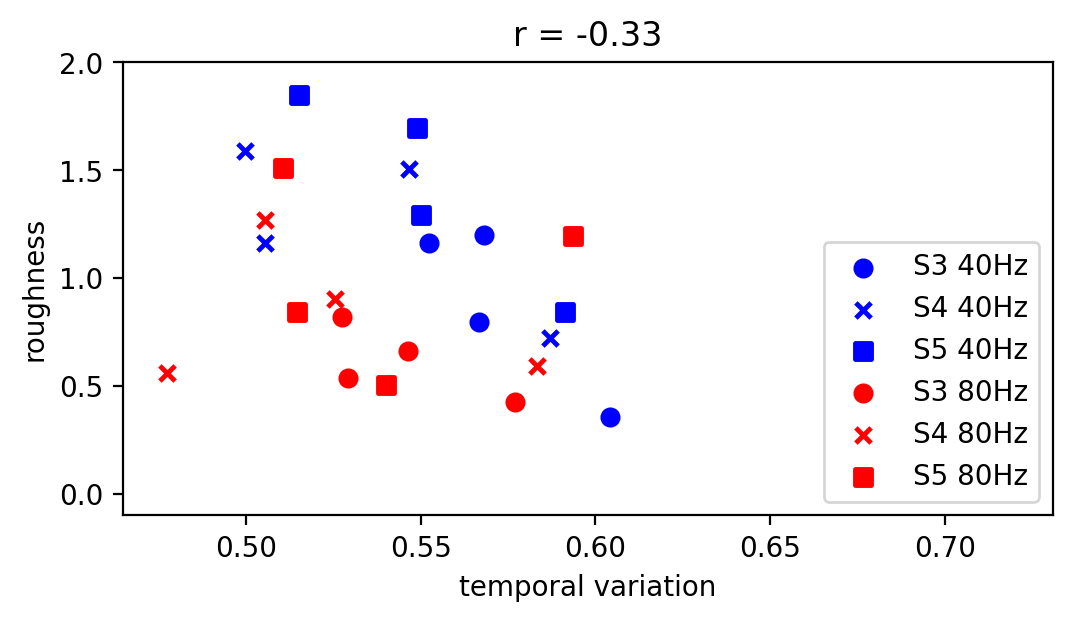 r = -0.33
roughness
2.0
1.5
1.0
0.5
0.0
S3 40Hz
S4 40Hz
S5 40Hz
S3 80Hz
S4 80Hz
S5 80Hz
0.50 0.55 0.60 0.65 0.70
temporal variation